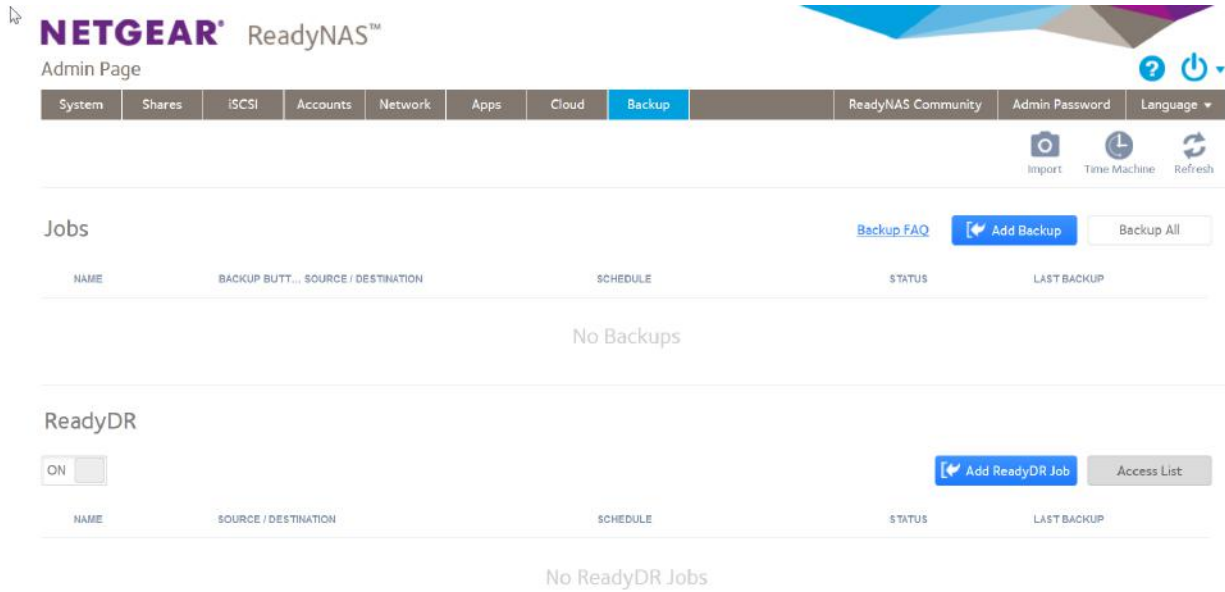 NETGEAR® ReadyNAS™
Admin Page
System Shares iSCSI Accounts Network Apps Cloud Backup ReadyNAS Community Admin Password Language
Import Time Machine Refresh
Jobs Backup FAQ Add Backup Backup All
NAME BACKUP BUTT... SOURCE / DESTINATION SCHEDULE STATUS LAST BACKUP
No Backups
ReadyDR
ON Add ReadyDR Job Access List
NAME SOURCE / DESTINATION SCHEDULE STATUS LAST BACKUP
No ReadyDR Jobs